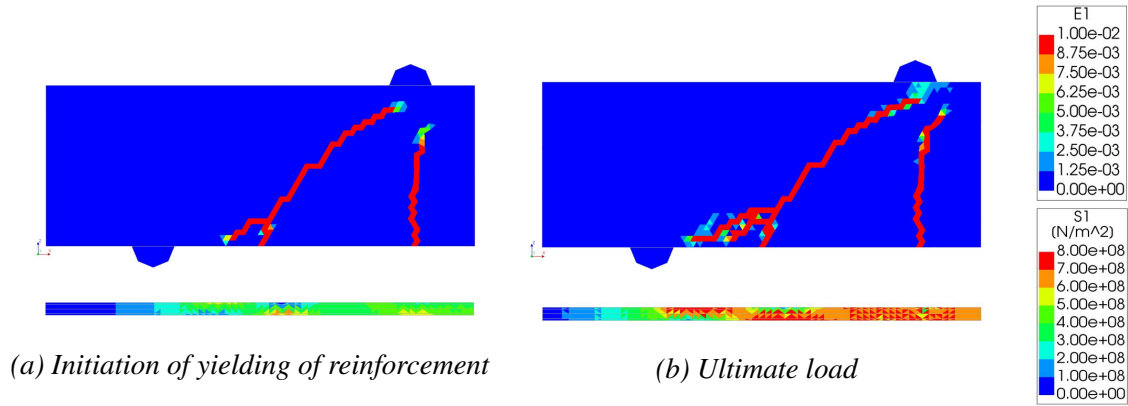 E1
1.00e-02
8.75e-03
7.50e-03
6.25e-03
5.00e-03
3.75e-03
2.50e-03
1.25e-03
0.00e+00
S1
(N/m^2)
8.00e+08
7.00e+08
6.00e+08
5.00e+08
4.00e+08
3.00e+08
2.00e+08
1.00e+08
0.00e+00
(a) Initiation of yielding of reinforcement
(b) Ultimate load